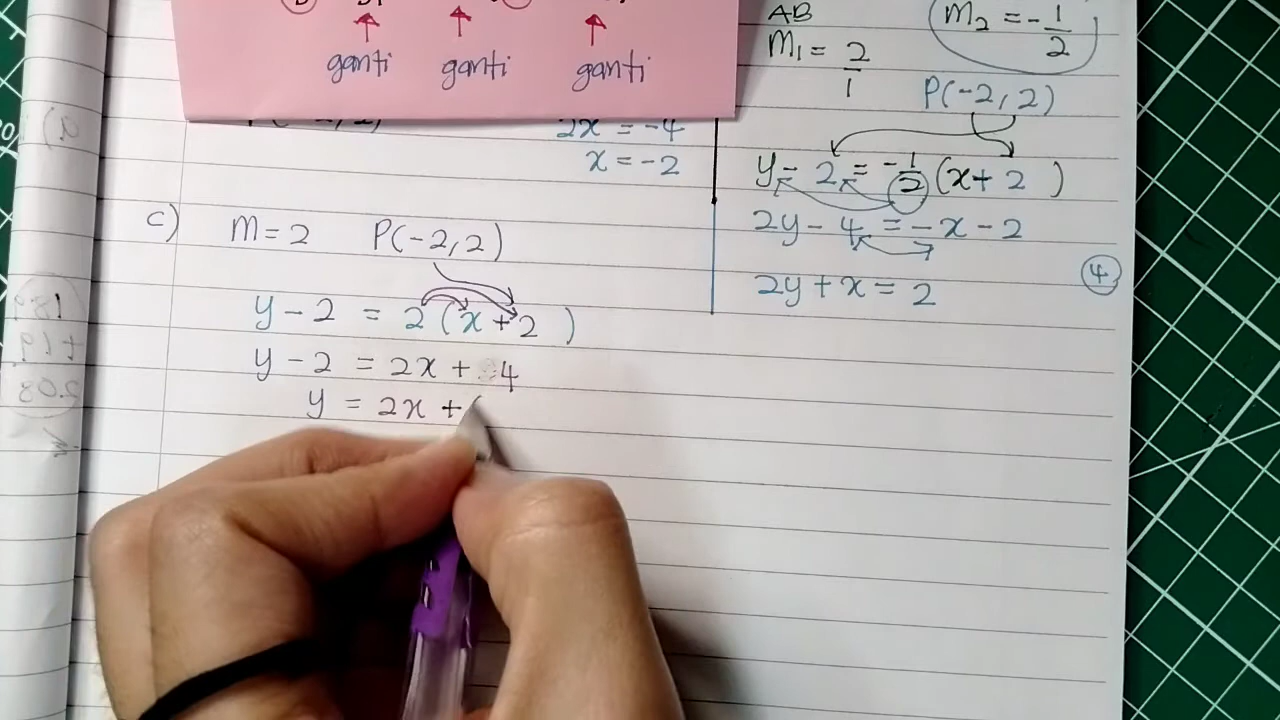 ganti ganti ganti
2x = -4
x = -2
c) M = 2 P(-2, 2)
y - 2 = 2(x + 2 )
y - 2 = 2x + 4
y = 2x +
AB
M1 = 2/1
M2 = -1/2
P(-2, 2)
y - 2 = -1/2 (x + 2 )
2y - 4 = -x - 2
2y + x = 2
4